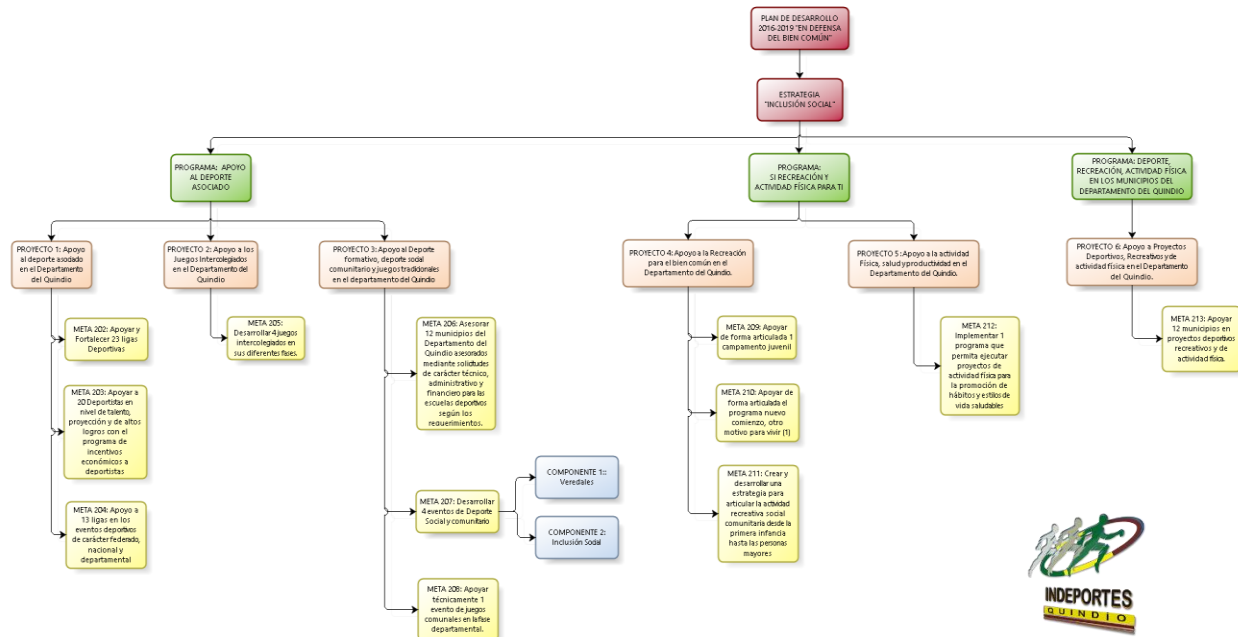 PLAN DE DESARROLLO
2016-2019 "EN DEFENSA
DEL BIEN COMÚN"
ESTRATEGIA
"INCLUSIÓN SOCIAL"
PROGRAMA: APOYO
AL DEPORTE
ASOCIADO
PROGRAMA:
SI RECREACIÓN Y
ACTIVIDAD FÍSICA PARA TI
PROGRAMA: DEPORTE,
RECREACIÓN, ACTIVIDAD FÍSICA
EN LOS MUNICIPIOS DEL
DEPARTAMENTO DEL QUINDIO
PROYECTO 1: Apoyo
al deporte asociado
en el Departamento
del Quindio
PROYECTO 2: Apoyo a los
Juegos Intercolegiados
en el Departamento del
Quindio
PROYECTO 3: Apoyo al Deporte
formativo, deporte social
comunitario y juegos tradicionales
en el departamento del Quindio
PROYECTO 4: Apoyo a la Recreación
para el bien común en el
Departamento del Quindio.
PROYECTO 5: Apoyo a la actividad
Física, salud y productividad en el
Departamento del Quindio.
PROYECTO 6: Apoyo a Proyectos
Deportivos, Recreativos y de
actividad física en el Departamento
del Quindio.
META 202: Apoyar y
Fortalecer 23 ligas
Deportivas
META 203: Apoyar a
20 Deportistas en
nivel de talento,
proyección y de altos
logros con el
programa de
incentivos
económicos a
deportistas
META 204: Apoyo a
13 ligas en los
eventos deportivos
de carácter federado,
nacional y
departamental
META 205:
Desarrollar 4 juegos
intercolegiados en
sus diferentes fases.
META 206: Asesorar
12 municipios del
Departamento del
Quindio asesorados
mediante solicitudes
de carácter técnico,
administrativo y
financiero para las
escuelas deportivos
según los
requerimientos.
META 207: Desarrollar
4 eventos de Deporte
Social y comunitario
COMPONENTE 1::
Veredales
COMPONENTE 2:
Inclusión Social
META 208: Apoyar
técnicamente 1
evento de juegos
comunales en la fase
departamental.
META 209: Apoyar
de forma articulada 1
campamento juvenil
META 210: Apoyar de
forma articulada el
programa nuevo
comienzo, otro
motivo para vivir (1)
META 211: Crear y
desarrollar una
estrategia para
articular la actividad
recreativa social
comunitaria desde la
primera infancia
hasta las personas
mayores
META 212:
Implementar 1
programa que
permita ejecutar
proyectos de
actividad física para
la promoción de
hábitos y estilos de
vida saludables
META 213: Apoyar
12 municipios en
proyectos deportivos
recreativos y de
actividad física.
INDEPORTES
QUINDÍO